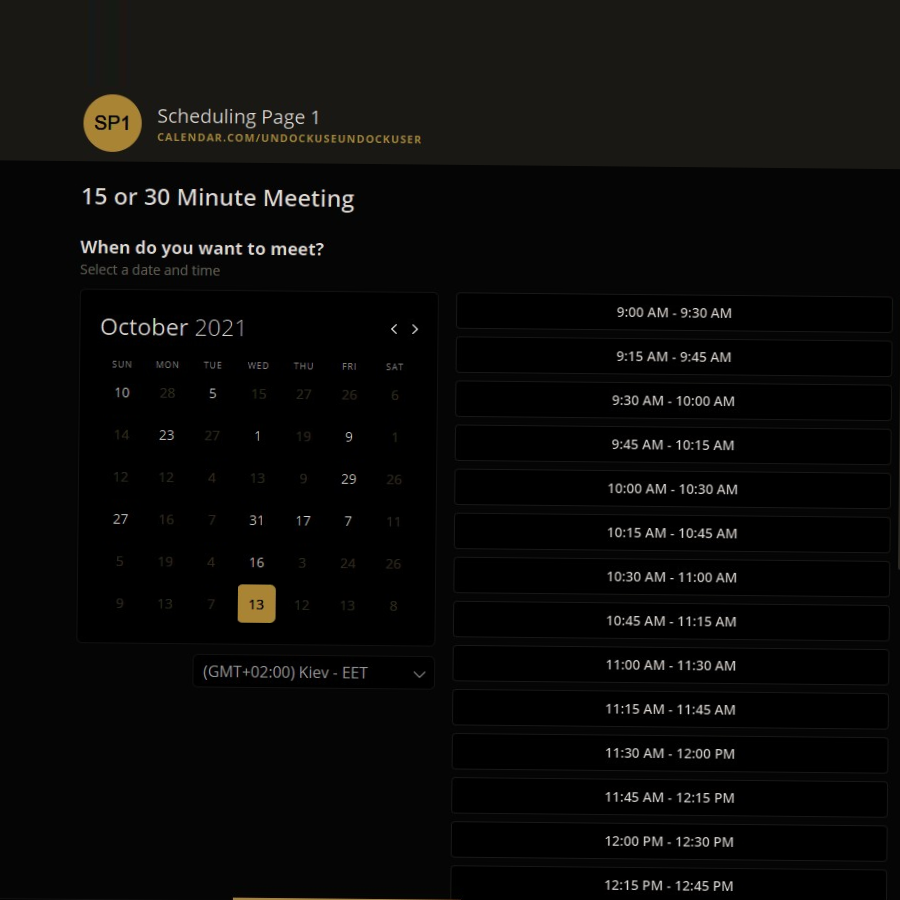 SP1
Scheduling Page 1
CALENDAR.COM/UNDOCKUSEUNDOCKUSER
15 or 30 Minute Meeting
When do you want to meet?
Select a date and time
October 2021
SUN MON TUE WED THU FRI SAT
10 28 5 15 27 26 6
14 23 27 1 19 9 1
12 12 4 13 9 29 26
27 16 7 31 17 7 11
5 19 4 16 3 24 26
9 13 7 13 12 13 8
(GMT+02:00) Kiev - EET
9:00 AM - 9:30 AM
9:15 AM - 9:45 AM
9:30 AM - 10:00 AM
9:45 AM - 10:15 AM
10:00 AM - 10:30 AM
10:15 AM - 10:45 AM
10:30 AM - 11:00 AM
10:45 AM - 11:15 AM
11:00 AM - 11:30 AM
11:15 AM - 11:45 AM
11:30 AM - 12:00 PM
11:45 AM - 12:15 PM
12:00 PM - 12:30 PM
12:15 PM - 12:45 PM